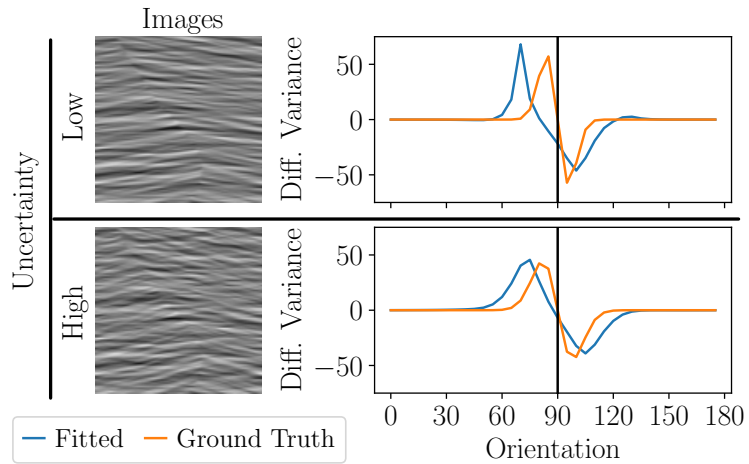 Images
Uncertainty
Low
High
Diff. Variance
50
0
−50
Diff. Variance
50
0
−50
0 30 60 90 120 150 180
Orientation
Fitted Ground Truth